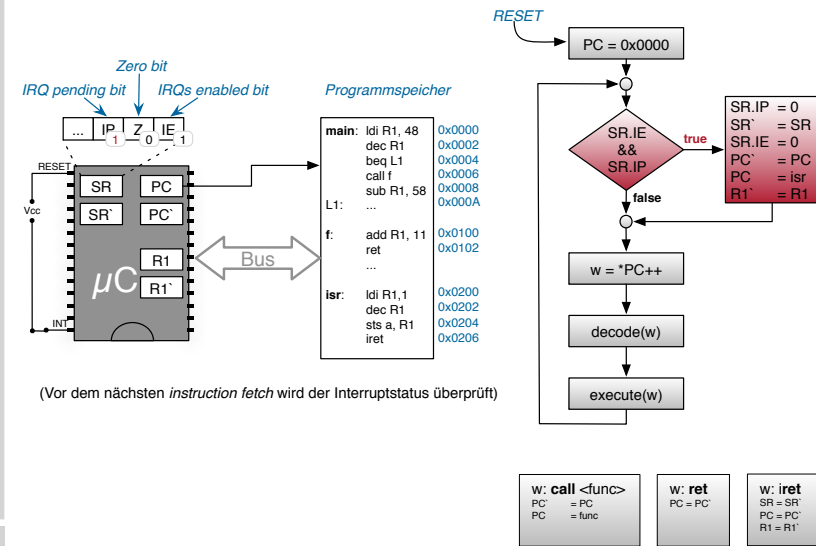 RESET
PC = 0x0000
Zero bit
IRQ pending bit
IRQs enabled bit
Programmspeicher
... IP Z IE
1 0 1
RESET
Vcc
INT
SR PC
SR` PC`
R1
R1`
µC
Bus
main: ldi R1, 48 0x0000
dec R1 0x0002
beq L1 0x0004
call f 0x0006
sub R1, 58 0x0008
L1: ... 0x000A
f: add R1, 11 0x0100
ret 0x0102
...
isr: ldi R1,1 0x0200
dec R1 0x0202
sts a, R1 0x0204
iret 0x0206
(Vor dem nächsten instruction fetch wird der Interruptstatus überprüft)
SR.IE
&&
SR.IP
true
false
SR.IP = 0
SR` = SR
SR.IE = 0
PC` = PC
PC = isr
R1` = R1
w = *PC++
decode(w)
execute(w)
w: call <func>
PC` = PC
PC = func
w: ret
PC = PC`
w: iret
SR = SR`
PC = PC`
R1 = R1`